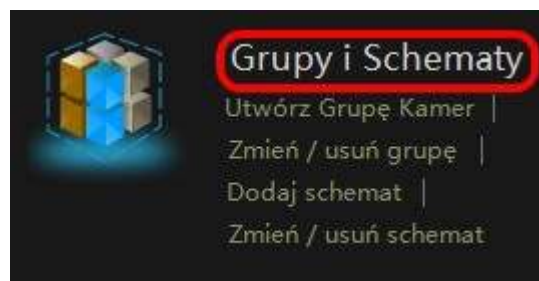 Grupy i Schematy
Utwórz Grupę Kamer |
Zmień / usuń grupę |
Dodaj schemat |
Zmień / usuń schemat